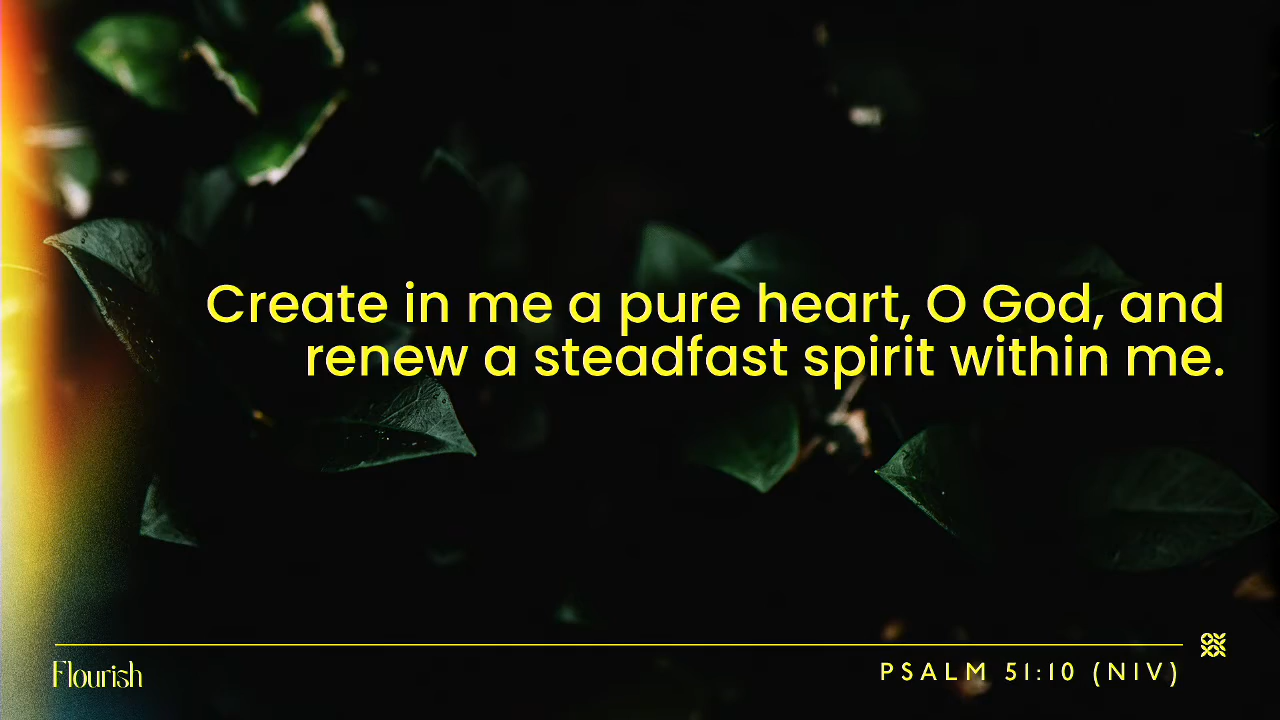 Create in me a pure heart, O God, and
renew a steadfast spirit within me.
Flourish
PSALM 51:10 (NIV)